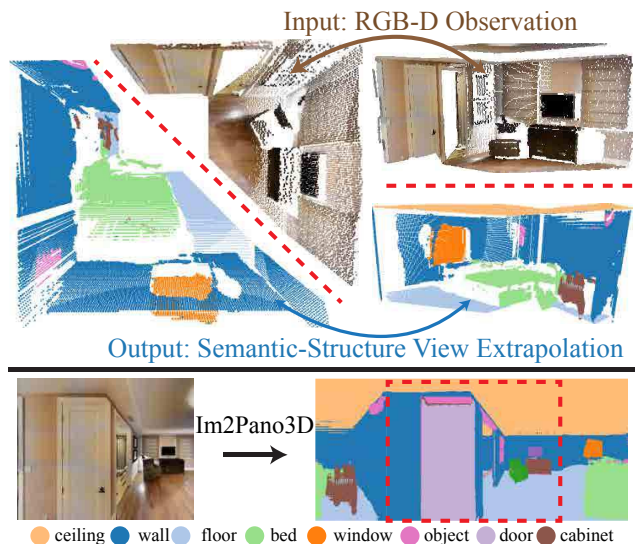 Input: RGB-D Observation
Output: Semantic-Structure View Extrapolation
Im2Pano3D
ceiling wall floor bed window object door cabinet